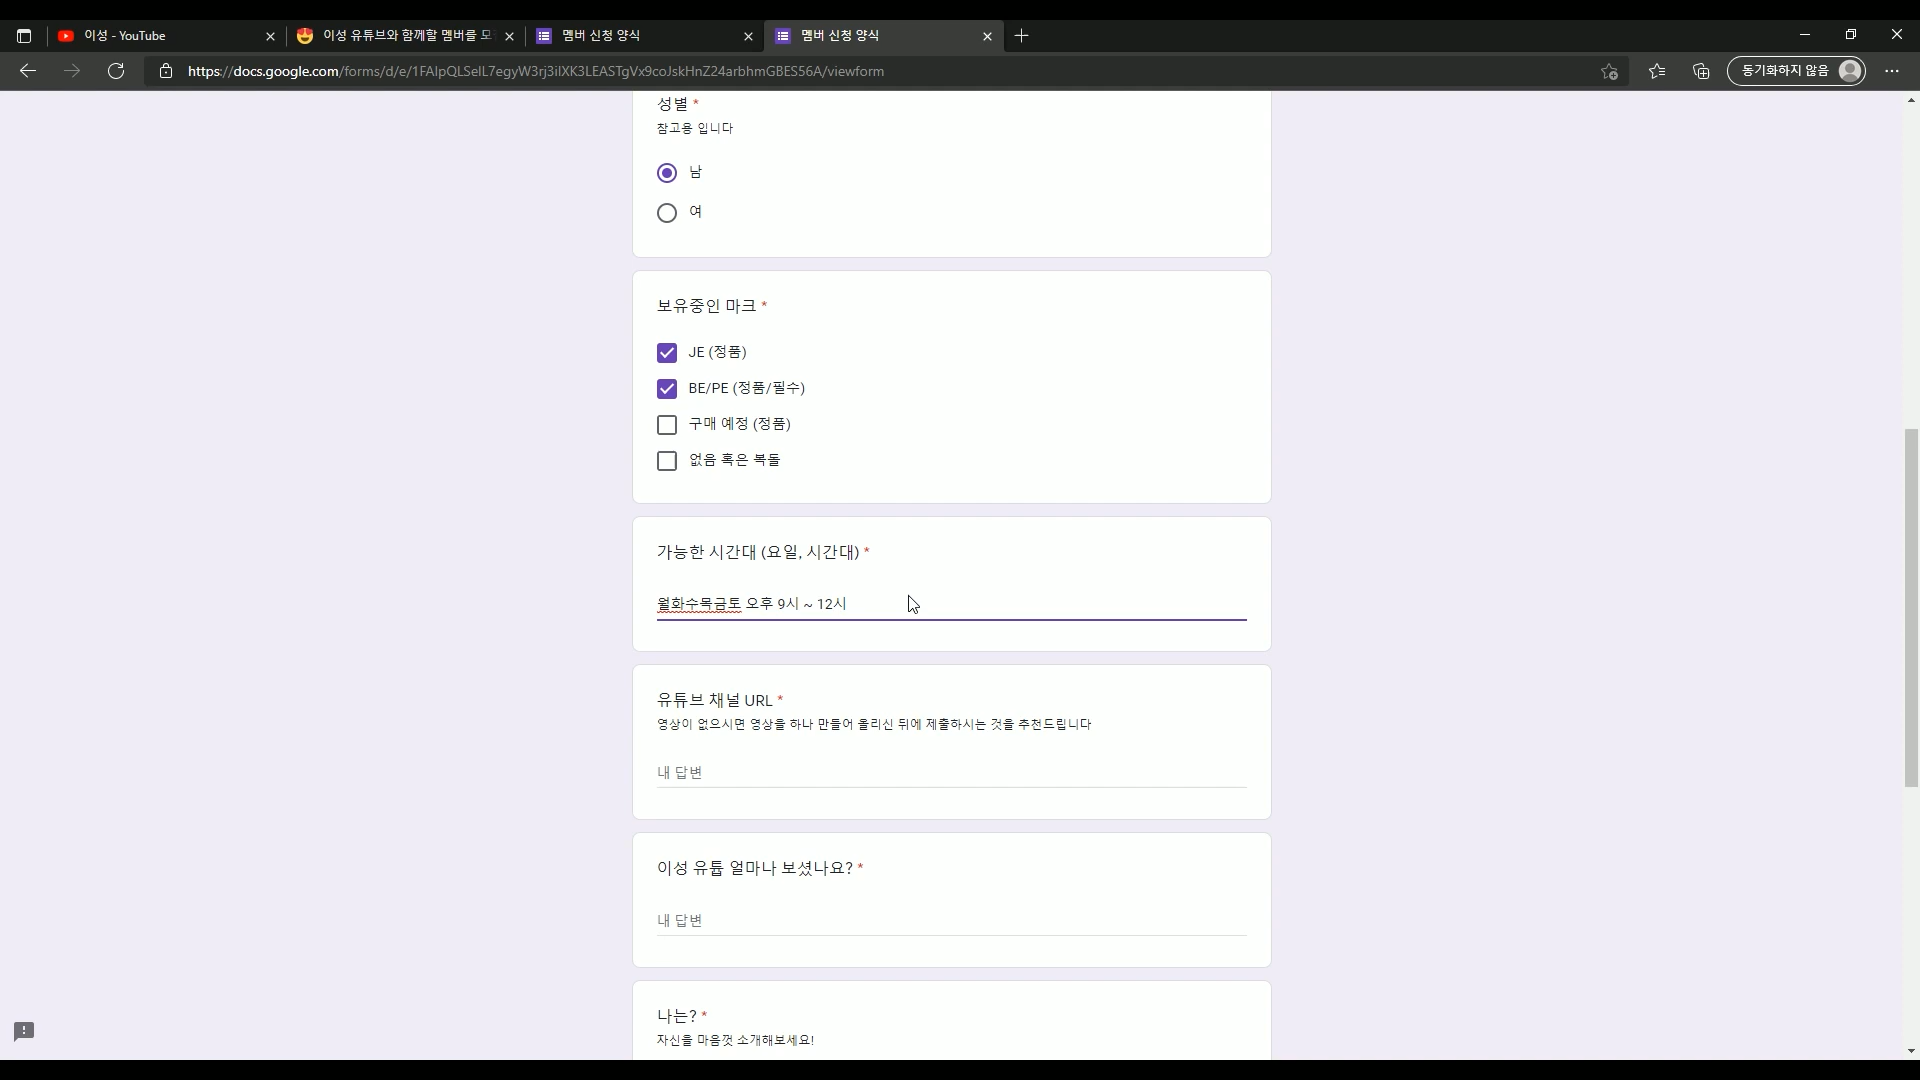 이성 - YouTube
이성 유튜브와 함께할 멤버를 모
멤버 신청 양식
멤버 신청 양식
https://docs.google.com/forms/d/e/1FAIpQLSelL7egyW3rj3ilXK3LEASTgVx9coJskHnZ24arbhmGBES56A/viewform
동기화하지 않음
성별 *
참고용 입니다
남
여
보유중인 마크 *
JE (정품)
BE/PE (정품/필수)
구매 예정 (정품)
없음 혹은 복돌
가능한 시간대 (요일, 시간대) *
월화수목금토 오후 9시 ~ 12시
유튜브 채널 URL *
영상이 없으시면 영상을 하나 만들어 올리신 뒤에 제출하시는 것을 추천드립니다
내 답변
이성 유튭 얼마나 보셨나요? *
내 답변
나는? *
자신을 마음껏 소개해보세요!